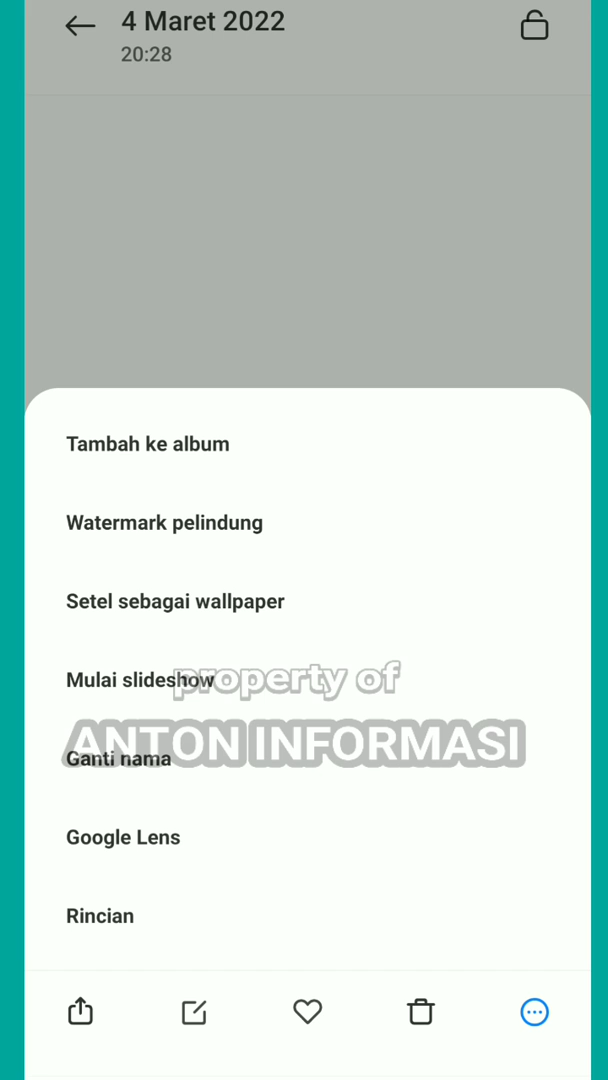 4 Maret 2022
20:28
Tambah ke album
Watermark pelindung
Setel sebagai wallpaper
Mulai slideshow
property of
ANTON INFORMASI
Ganti nama
Google Lens
Rincian